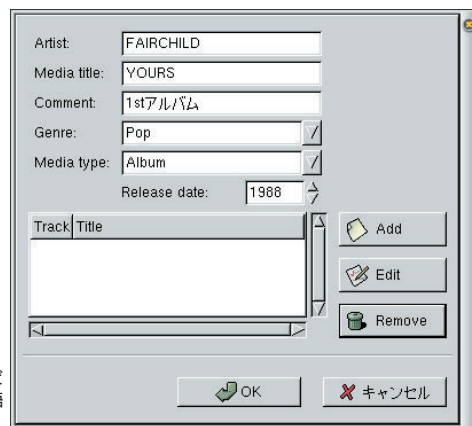 Artist: FAIRCHILD
Media title: YOURS
Comment: 1stアルバム
Genre: Pop
Media type: Album
Release date: 1988
Track Title
Add
Edit
Remove
OK
キャンセル